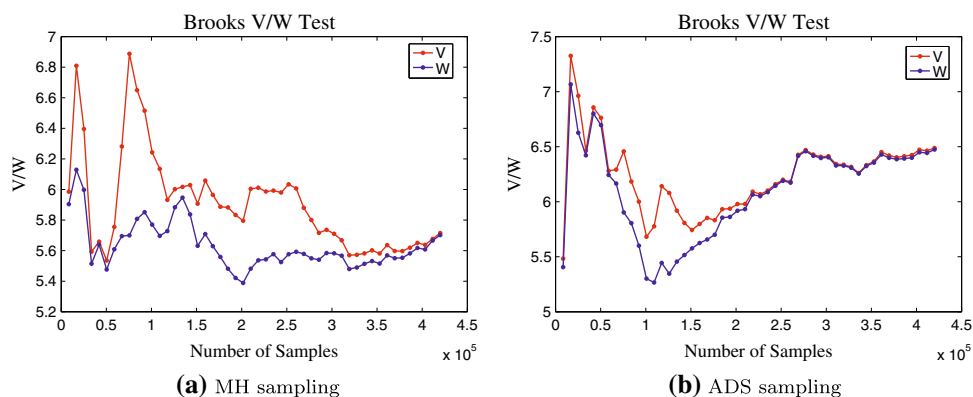 Brooks V/W Test
7
6.8
6.6
6.4
6.2
6
5.8
5.6
5.4
5.2
V/W
V
W
0
0.5
1
1.5
2
2.5
3
3.5
4
4.5
Number of Samples
x 10^5
(a) MH sampling
Brooks V/W Test
7.5
7
6.5
6
5.5
5
V/W
V
W
0
0.5
1
1.5
2
2.5
3
3.5
4
4.5
Number of Samples
x 10^5
(b) ADS sampling